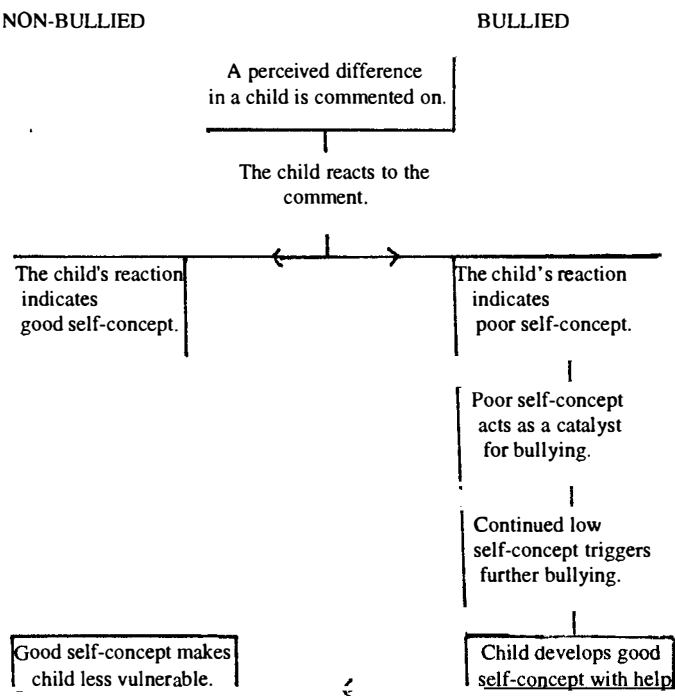 NON-BULLIED
BULLIED
A perceived difference
in a child is commented on.
The child reacts to the
comment.
The child's reaction
indicates
good self-concept.
The child's reaction
indicates
poor self-concept.
Poor self-concept
acts as a catalyst
for bullying.
Continued low
self-concept triggers
further bullying.
Good self-concept makes
child less vulnerable.
Child develops good
self-concept with help